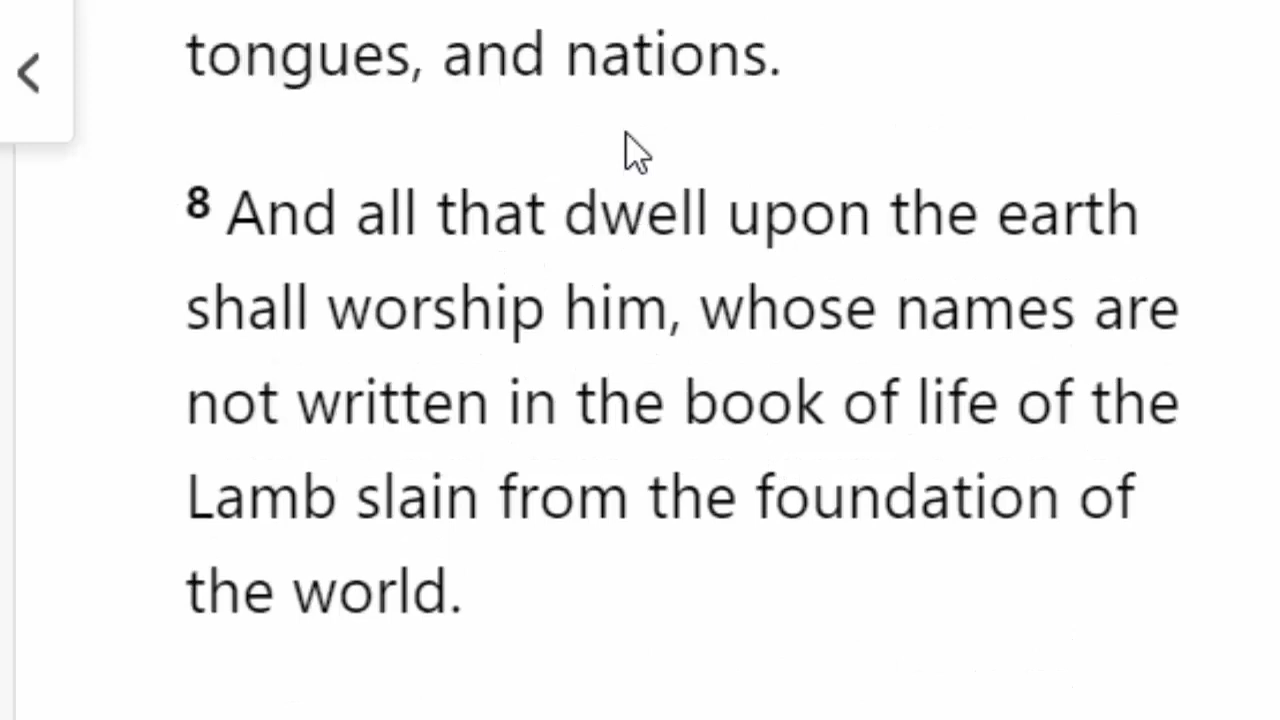 tongues, and nations.
8 And all that dwell upon the earth
shall worship him, whose names are
not written in the book of life of the
Lamb slain from the foundation of
the world.